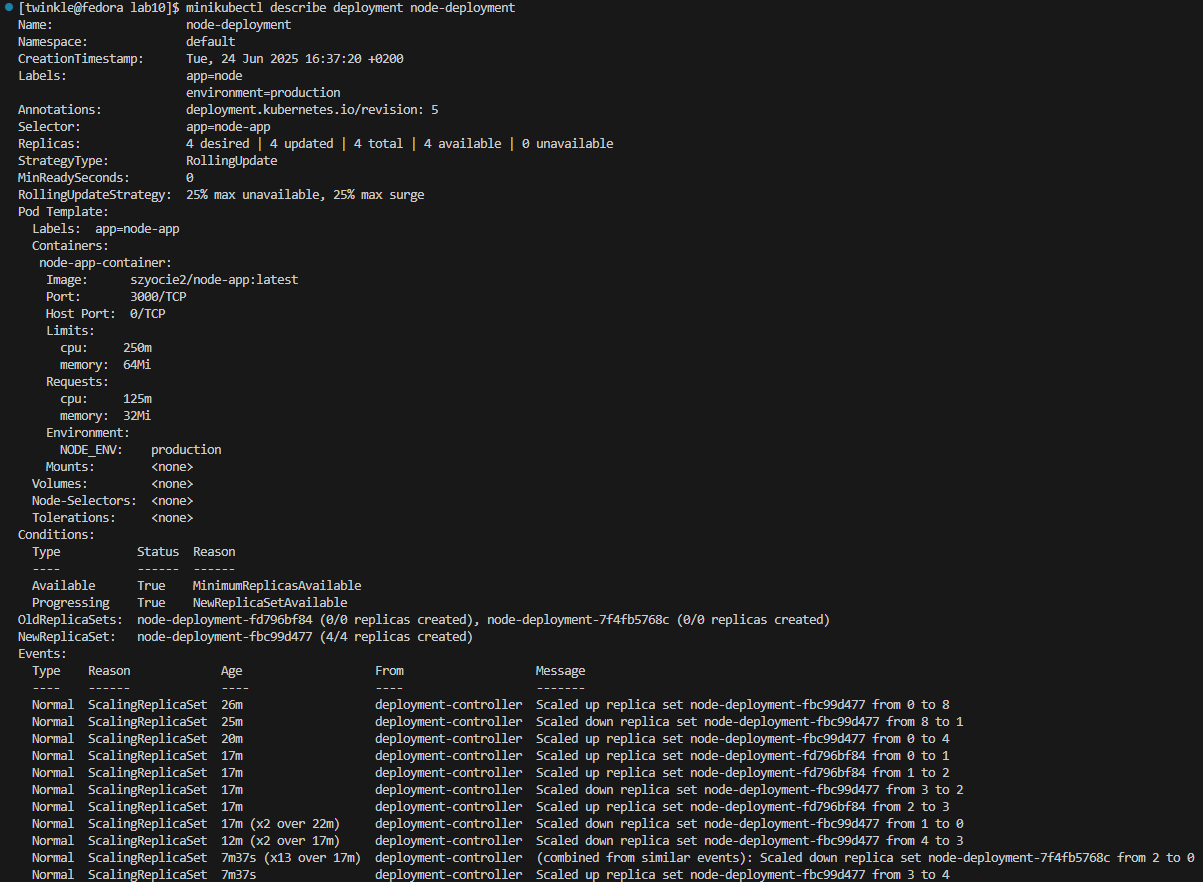 [twinkle@fedora lab10]$ minikubectl describe deployment node-deployment
Name:                   node-deployment
Namespace:              default
CreationTimestamp:      Tue, 24 Jun 2025 16:37:20 +0200
Labels:                 app=node
                        environment=production
Annotations:            deployment.kubernetes.io/revision: 5
Selector:               app=node-app
Replicas:               4 desired | 4 updated | 4 total | 4 available | 0 unavailable
StrategyType:           RollingUpdate
MinReadySeconds:        0
RollingUpdateStrategy:  25% max unavailable, 25% max surge
Pod Template:
  Labels:  app=node-app
  Containers:
   node-app-container:
    Image:      szyocie2/node-app:latest
    Port:       3000/TCP
    Host Port:  0/TCP
    Limits:
      cpu:     250m
      memory:  64Mi
    Requests:
      cpu:     125m
      memory:  32Mi
    Environment:
      NODE_ENV:    production
    Mounts:        <none>
  Volumes:         <none>
  Node-Selectors:  <none>
  Tolerations:     <none>
Conditions:
  Type           Status  Reason
  ----           ------  ------
  Available      True    MinimumReplicasAvailable
  Progressing    True    NewReplicaSetAvailable
OldReplicaSets:  node-deployment-fd796bf84 (0/0 replicas created), node-deployment-7f4fb5768c (0/0 replicas created)
NewReplicaSet:   node-deployment-fbc99d477 (4/4 replicas created)
Events:
  Type    Reason             Age                   From                   Message
  ----    ------             ----                  ----                   -------
  Normal  ScalingReplicaSet  26m                   deployment-controller  Scaled up replica set node-deployment-fbc99d477 from 0 to 8
  Normal  ScalingReplicaSet  25m                   deployment-controller  Scaled down replica set node-deployment-fbc99d477 from 8 to 1
  Normal  ScalingReplicaSet  20m                   deployment-controller  Scaled up replica set node-deployment-fbc99d477 from 0 to 4
  Normal  ScalingReplicaSet  17m                   deployment-controller  Scaled up replica set node-deployment-fd796bf84 from 0 to 1
  Normal  ScalingReplicaSet  17m                   deployment-controller  Scaled up replica set node-deployment-fd796bf84 from 1 to 2
  Normal  ScalingReplicaSet  17m                   deployment-controller  Scaled down replica set node-deployment-fbc99d477 from 3 to 2
  Normal  ScalingReplicaSet  17m                   deployment-controller  Scaled up replica set node-deployment-fd796bf84 from 2 to 3
  Normal  ScalingReplicaSet  17m (x2 over 22m)     deployment-controller  Scaled down replica set node-deployment-fbc99d477 from 1 to 0
  Normal  ScalingReplicaSet  12m (x2 over 17m)     deployment-controller  Scaled down replica set node-deployment-fbc99d477 from 4 to 3
  Normal  ScalingReplicaSet  7m37s (x13 over 17m)  deployment-controller  (combined from similar events): Scaled down replica set node-deployment-7f4fb5768c from 2 to 0
  Normal  ScalingReplicaSet  7m37s                 deployment-controller  Scaled up replica set node-deployment-fbc99d477 from 3 to 4